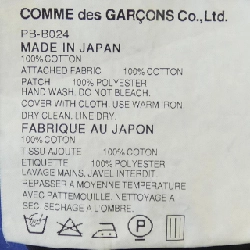 COMME des GARÇONS Co.,Ltd.
PB-B024
MADE IN JAPAN
100% COTTON
ATTACHED FABRIC 100% COTTON
PATCH 100% POLYESTER
HAND WASH. DO NOT BLEACH.
COVER WITH CLOTH. USE WARM IRON
DRY CLEAN. LINE DRY.
FABRIQUE AU JAPON
100% COTON
TISSU AJOUTE 100% COTON
ETIQUETTE 100% POLYESTER
LAVAGE MAINS. JAVEL INTERDIT.
REPASSER A MOYENNE TEMPERATURE
AVEC PATTEMOUILLE. NETTOYAGE A
SEC. SECHAGE A L'OMBRE.
P